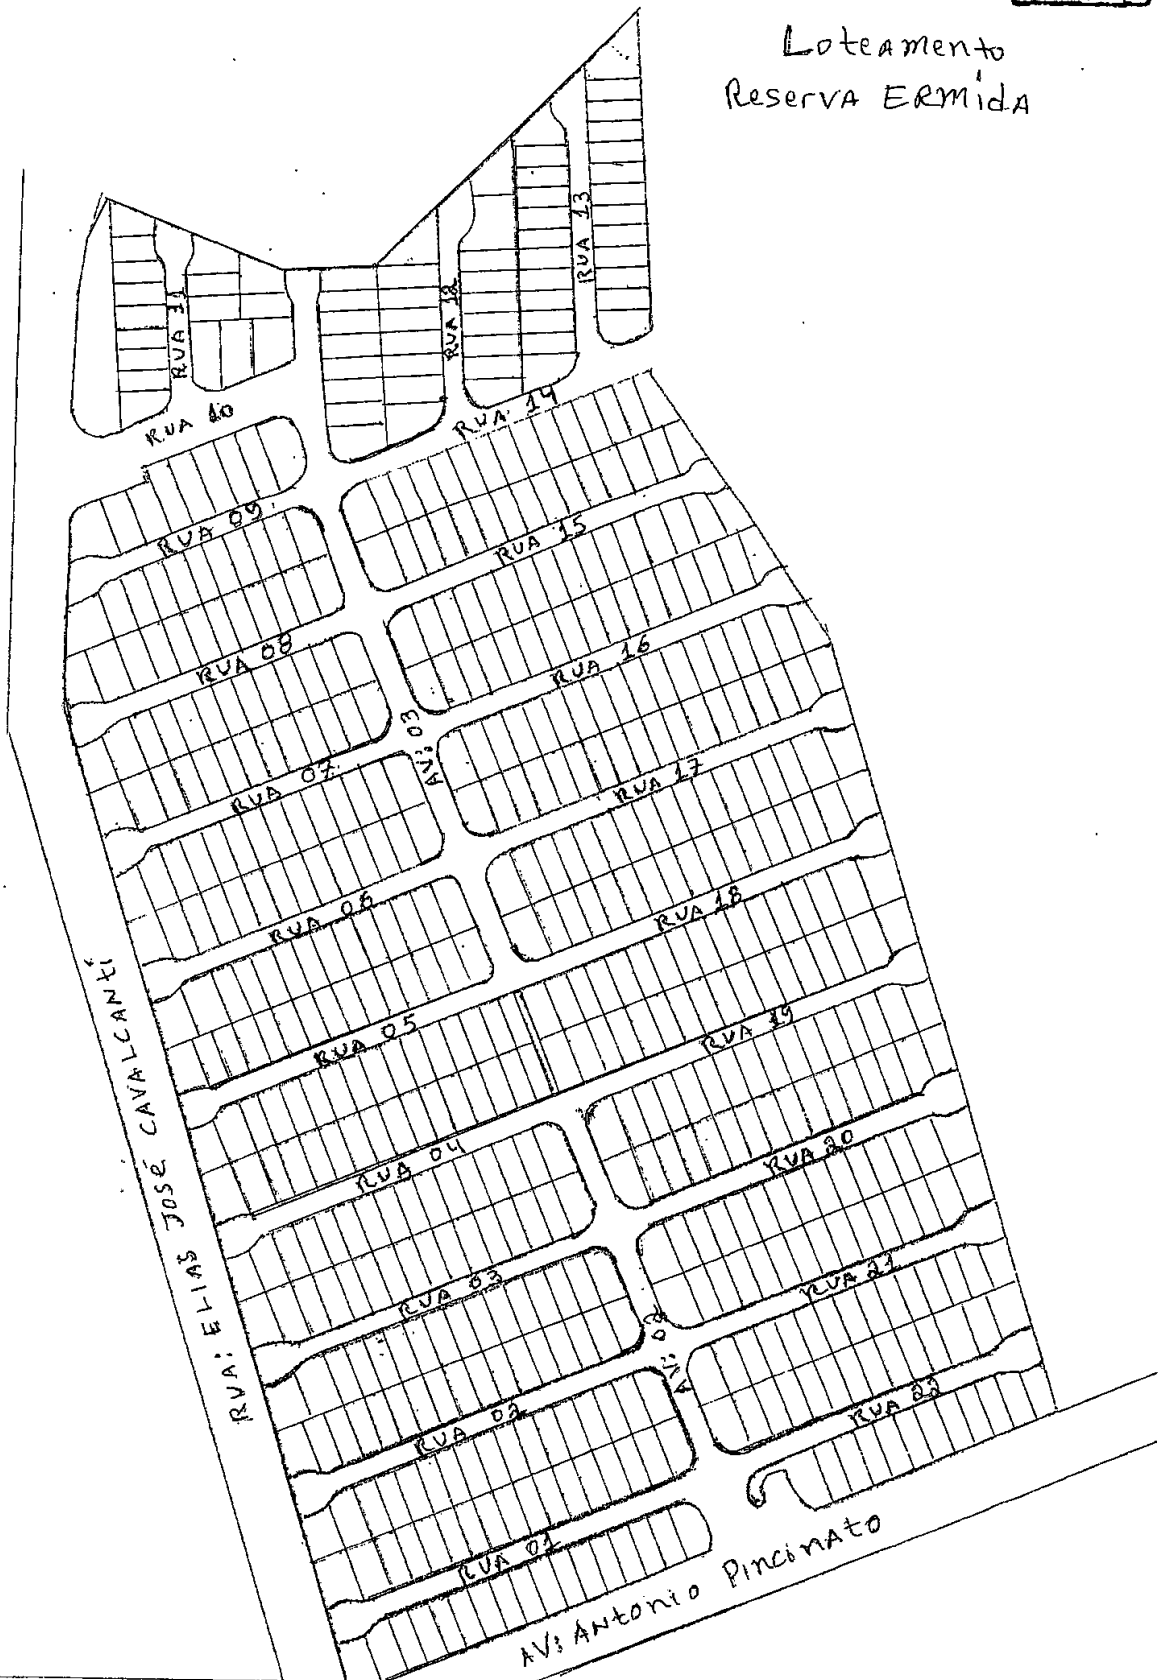 Loteamento
Reserva ERmida
RUA 13
RUA 11
RUA 12
RUA 10
RUA 14
RUA 09
RUA 15
RUA 08
RUA 16
AV: 03
RUA 07
RUA 17
RUA 06
RUA 18
RUA 05
RUA 19
RUA 04
RUA 20
RUA 03
RUA 21
AV: 02
RUA 02
RUA 22
RUA 01
RUA: ELIAS JOSÉ CAVALCANTI
AV: ANtonio Pincinato